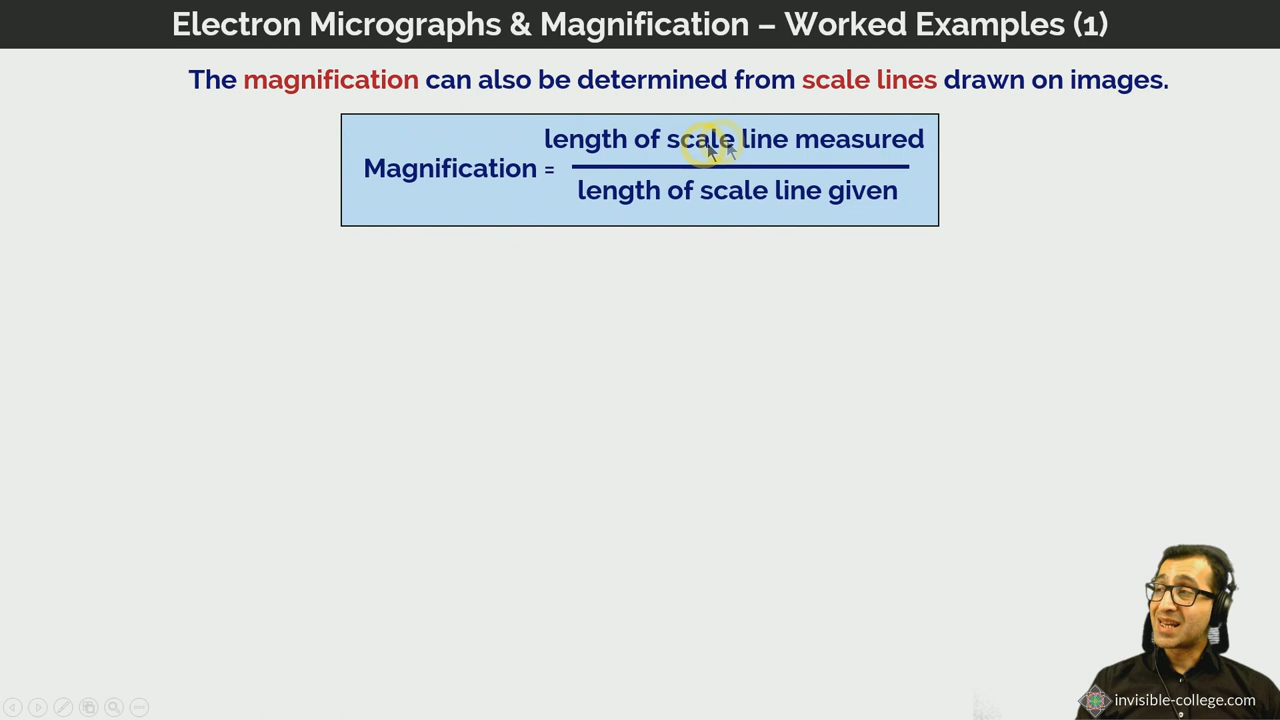 Electron Micrographs & Magnification – Worked Examples (1)
The magnification can also be determined from scale lines drawn on images.
length of scale line measured
Magnification =
length of scale line given
invisible-college.com